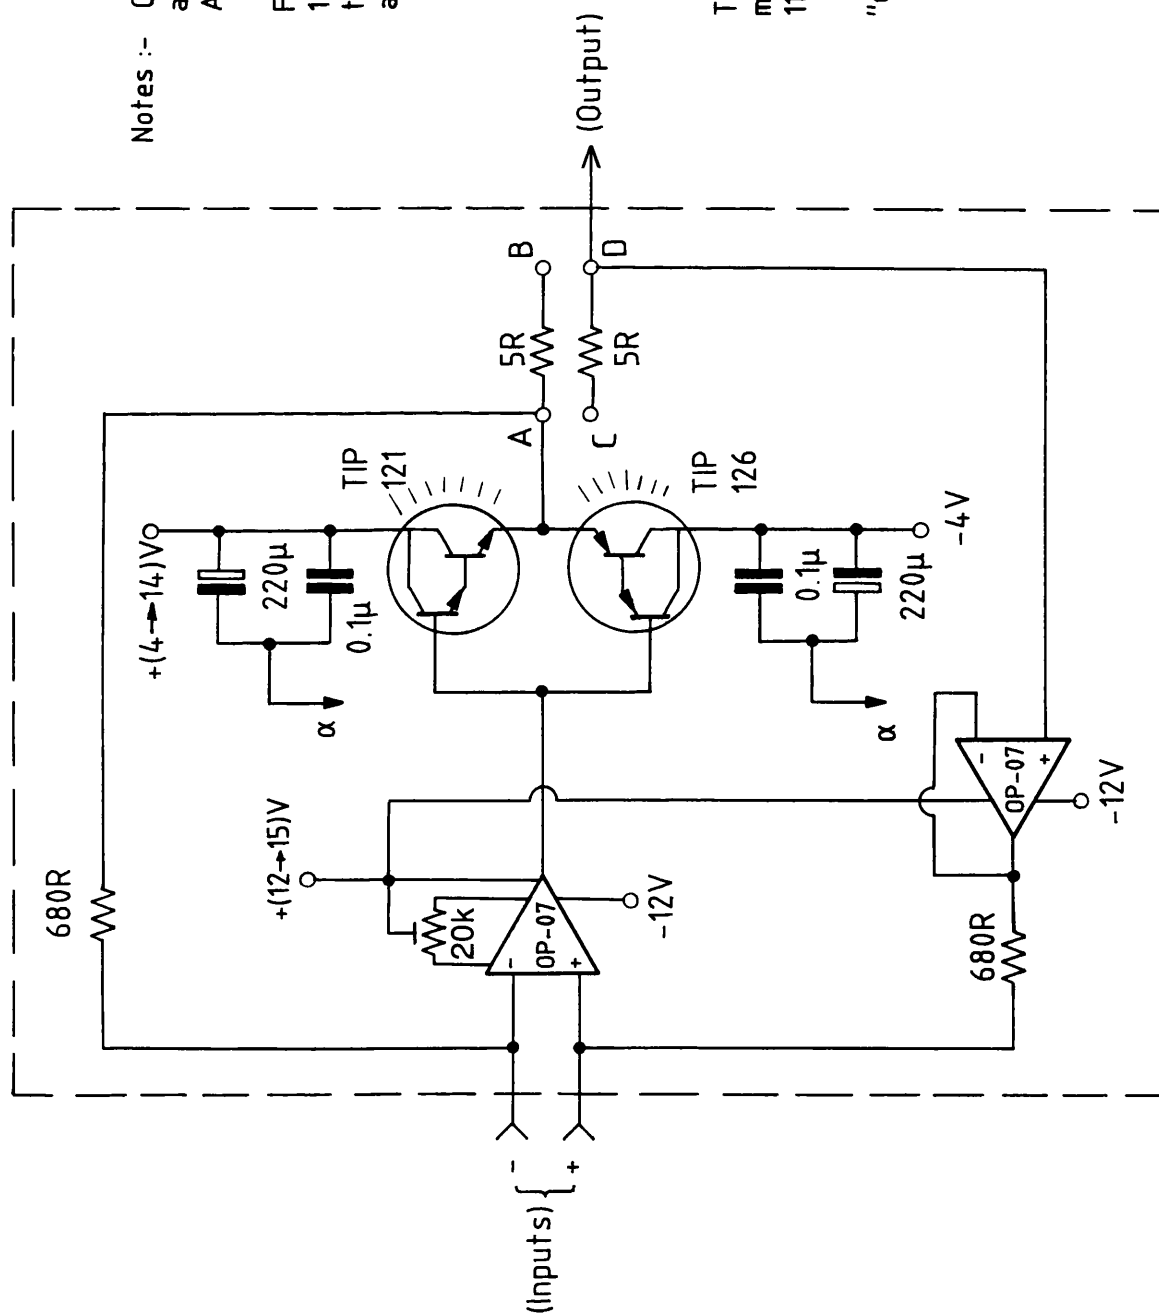 Notes :-
(Output)
B
D
5R
5R
A
C
TIP
121
TIP
126
+(4→14)V
220µ
0.1µ
0.1µ
220µ
-4V
α
α
680R
+(12→15)V
20k
-
OP-07
+
-12V
-
OP-07
+
-12V
680R
(Inputs)
-
+